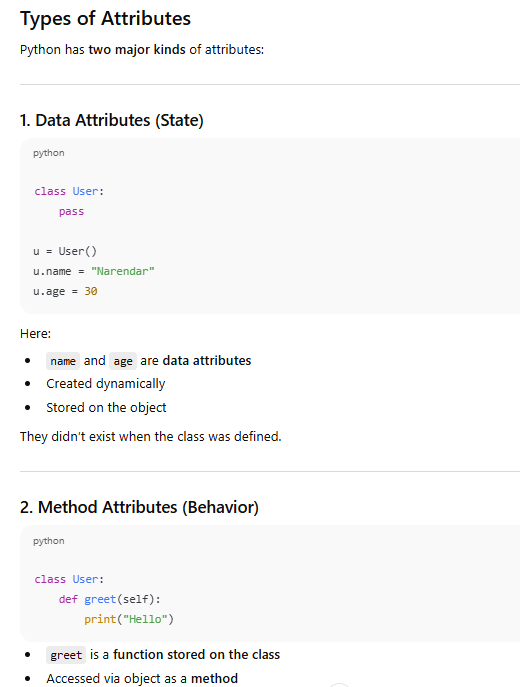 Types of Attributes
Python has two major kinds of attributes:
1. Data Attributes (State)
python
class User:
    pass
u = User()
u.name = "Narendar"
u.age = 30
Here:
• name and age are data attributes
• Created dynamically
• Stored on the object
They didn't exist when the class was defined.
2. Method Attributes (Behavior)
python
class User:
    def greet(self):
        print("Hello")
• greet is a function stored on the class
• Accessed via object as a method